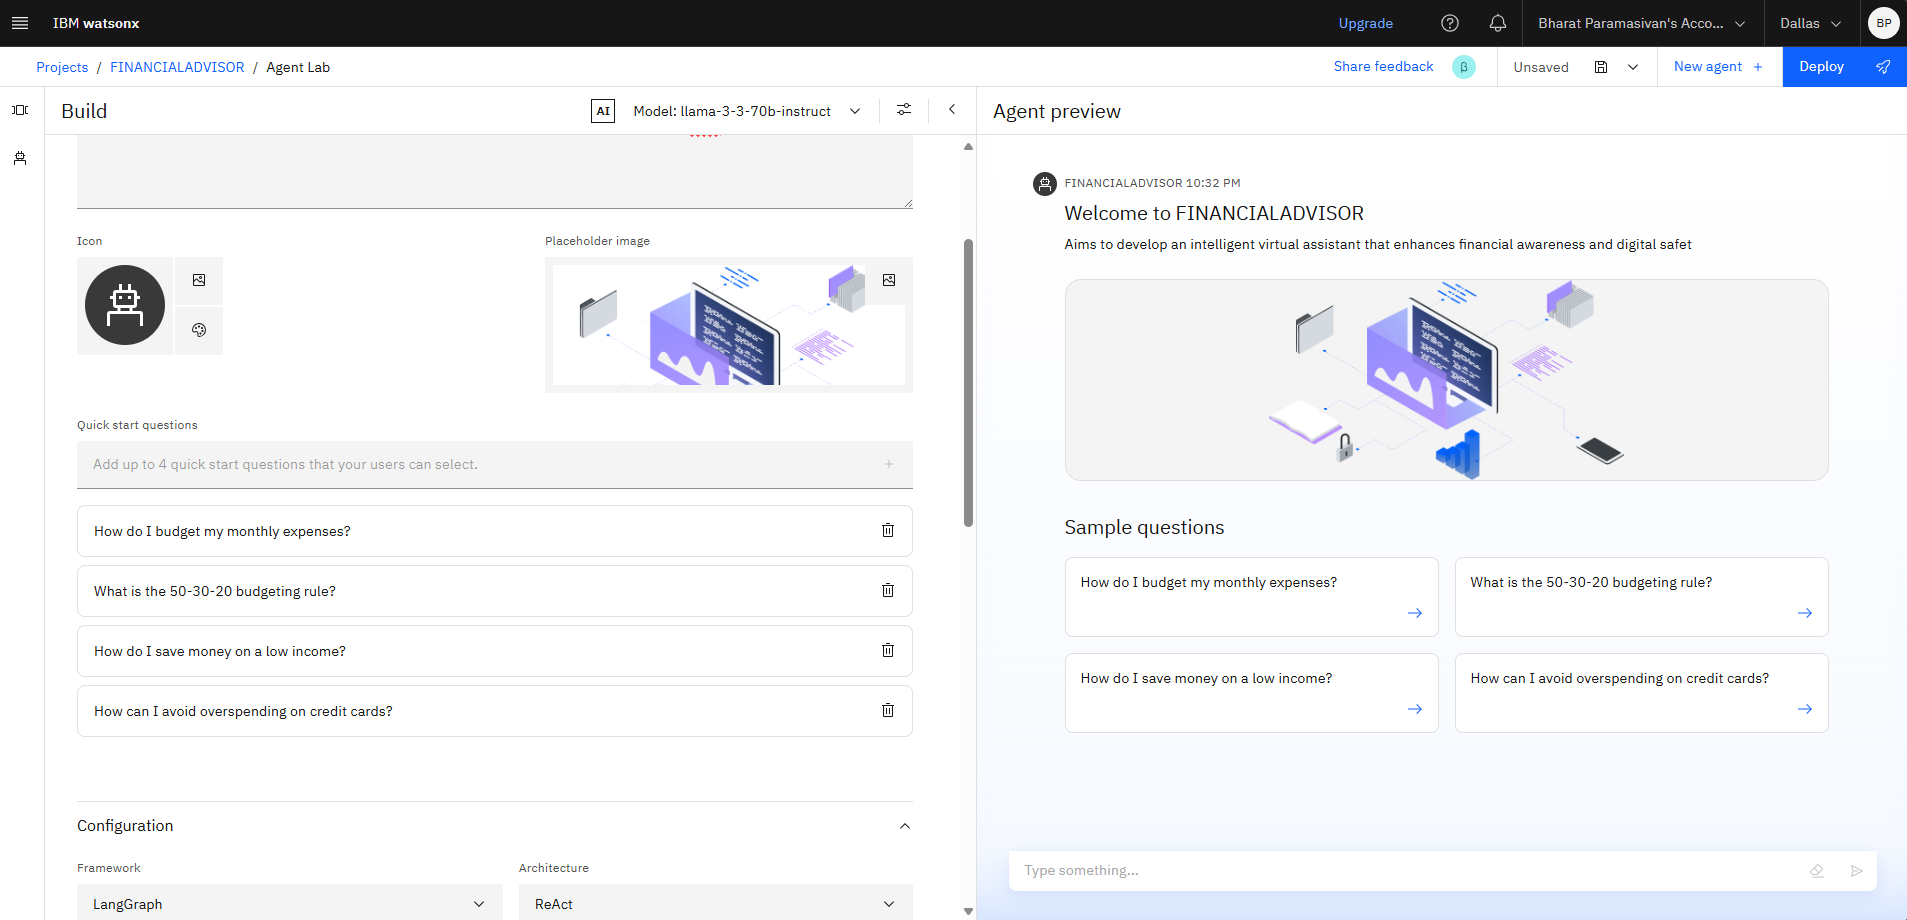 IBM watsonx
Upgrade
Bharat Paramasivan's Acco...
Dallas
BP
Projects / FINANCIALADVISOR / Agent Lab
Share feedback
β
Unsaved
New agent +
Deploy
Build
AI
Model: llama-3-3-70b-instruct
Icon
Placeholder image
Quick start questions
Add up to 4 quick start questions that your users can select.
How do I budget my monthly expenses?
What is the 50-30-20 budgeting rule?
How do I save money on a low income?
How can I avoid overspending on credit cards?
Configuration
Framework
Architecture
LangGraph
ReAct
Agent preview
FINANCIALADVISOR 10:32 PM
Welcome to FINANCIALADVISOR
Aims to develop an intelligent virtual assistant that enhances financial awareness and digital safet
Sample questions
How do I budget my monthly expenses?
What is the 50-30-20 budgeting rule?
How do I save money on a low income?
How can I avoid overspending on credit cards?
Type something...